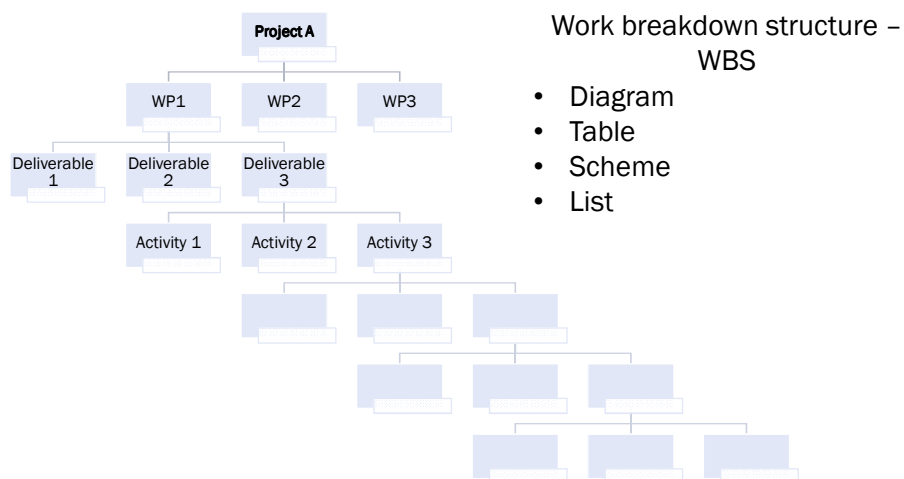 Project A
WP1
WP2
WP3
Deliverable
1
Deliverable
2
Deliverable
3
Activity 1
Activity 2
Activity 3
Work breakdown structure –
WBS
• Diagram
• Table
• Scheme
• List